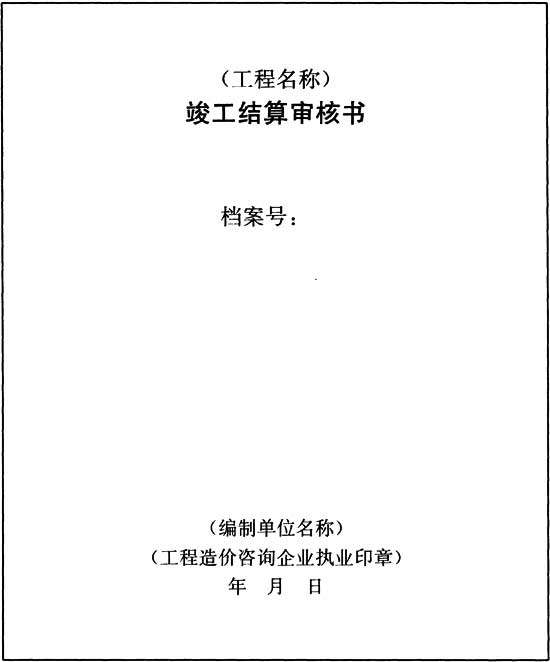 （工程名称）
竣工结算审核书
档案号：
（编制单位名称）
（工程造价咨询企业执业印章）
年 月 日